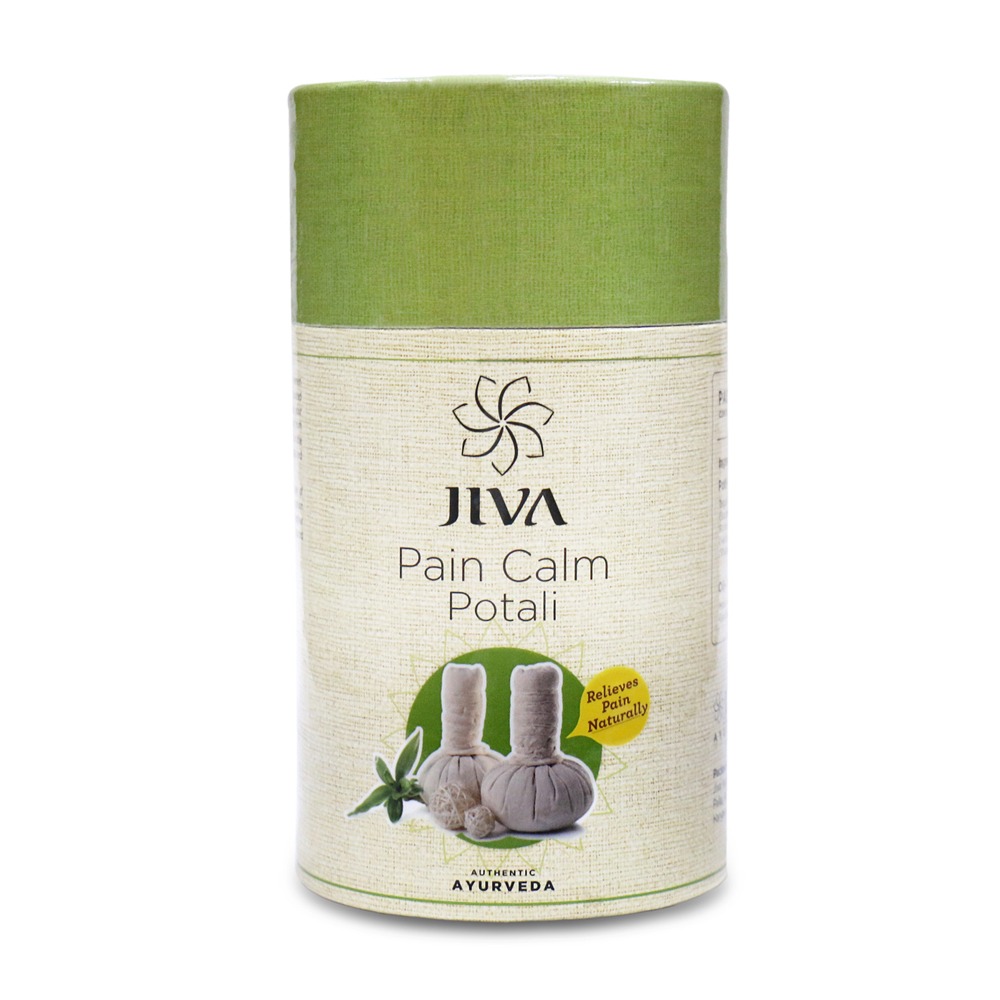 JIVA
Pain Calm
Potali
Relieves
Pain
Naturally
AUTHENTIC
AYURVEDA